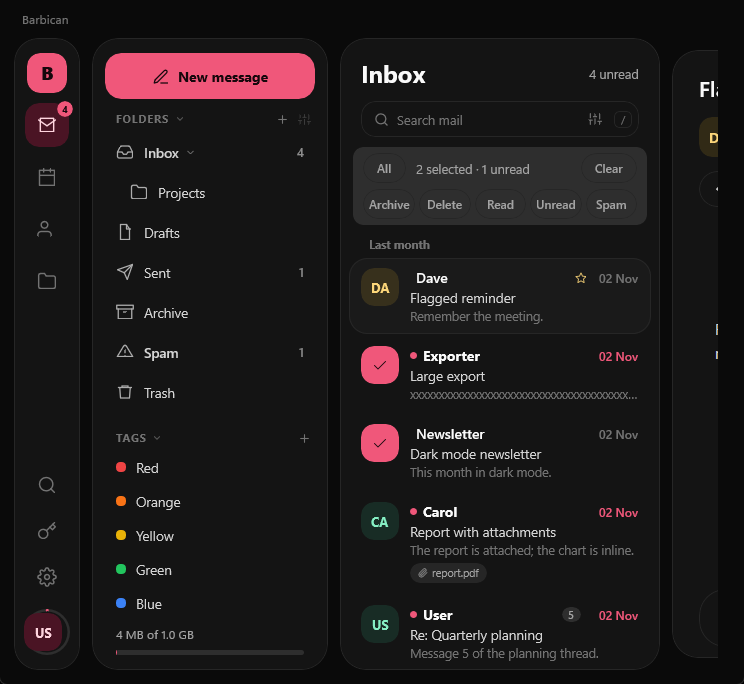 Barbican
B
4
New message
FOLDERS
Inbox 4
Projects
Drafts
Sent 1
Archive
Spam 1
Trash
TAGS
Red
Orange
Yellow
Green
Blue
4 MB of 1.0 GB
US
Inbox 4 unread
Search mail /
All 2 selected · 1 unread Clear
Archive Delete Read Unread Spam
Last month
DA Dave 02 Nov
Flagged reminder
Remember the meeting.
Exporter 02 Nov
Large export
Newsletter 02 Nov
Dark mode newsletter
This month in dark mode.
CA Carol 02 Nov
Report with attachments
The report is attached; the chart is inline.
report.pdf
US User 5 02 Nov
Re: Quarterly planning
Message 5 of the planning thread.